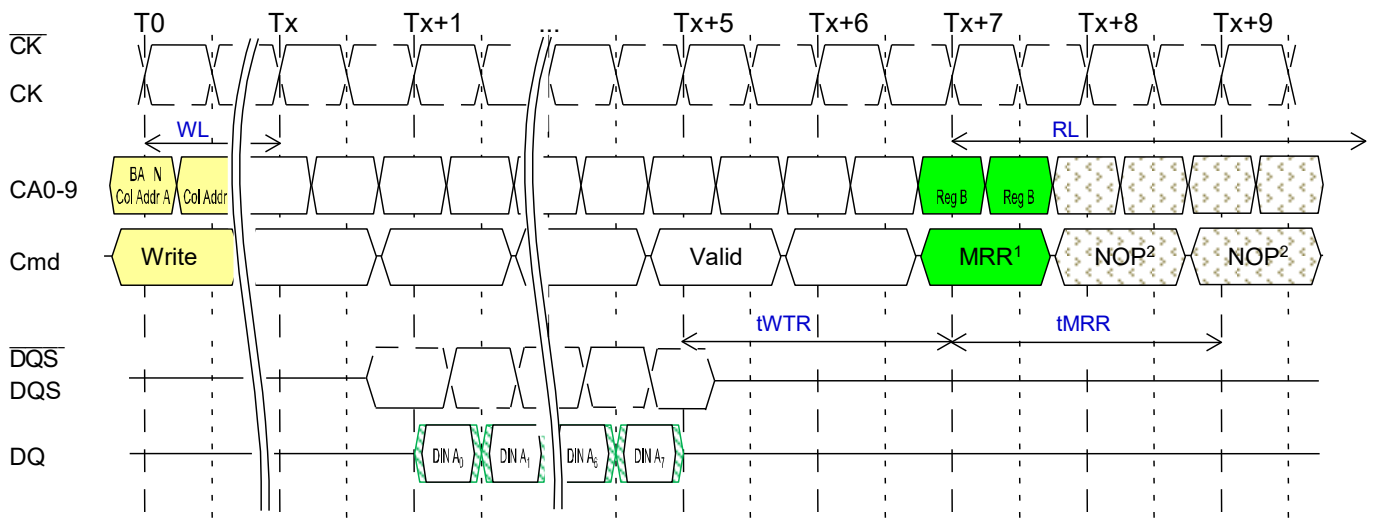 T0 Tx Tx+1 ... Tx+5 Tx+6 Tx+7 Tx+8 Tx+9
CK
CK
WL RL
BA N
CA0-9 Col Addr A Col Addr Reg B Reg B
Cmd Write Valid MRR¹ NOP² NOP²
tWTR tMRR
DQS
DQS
DQ DIN A₀ DIN A₁ DIN A₆ DIN A₇